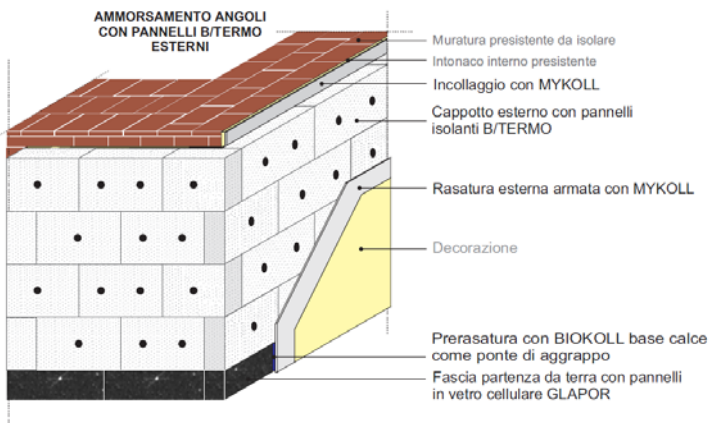 AMMORSAMENTO ANGOLI
CON PANNELLI B/TERMO
ESTERNI
Muratura presistente da isolare
Intonaco interno presistente
Incollaggio con MYKOLL
Cappotto esterno con pannelli
isolanti B/TERMO
Rasatura esterna armata con MYKOLL
Decorazione
Prerasatura con BIOKOLL base calce
come ponte di aggrappo
Fascia partenza da terra con pannelli
in vetro cellulare GLAPOR